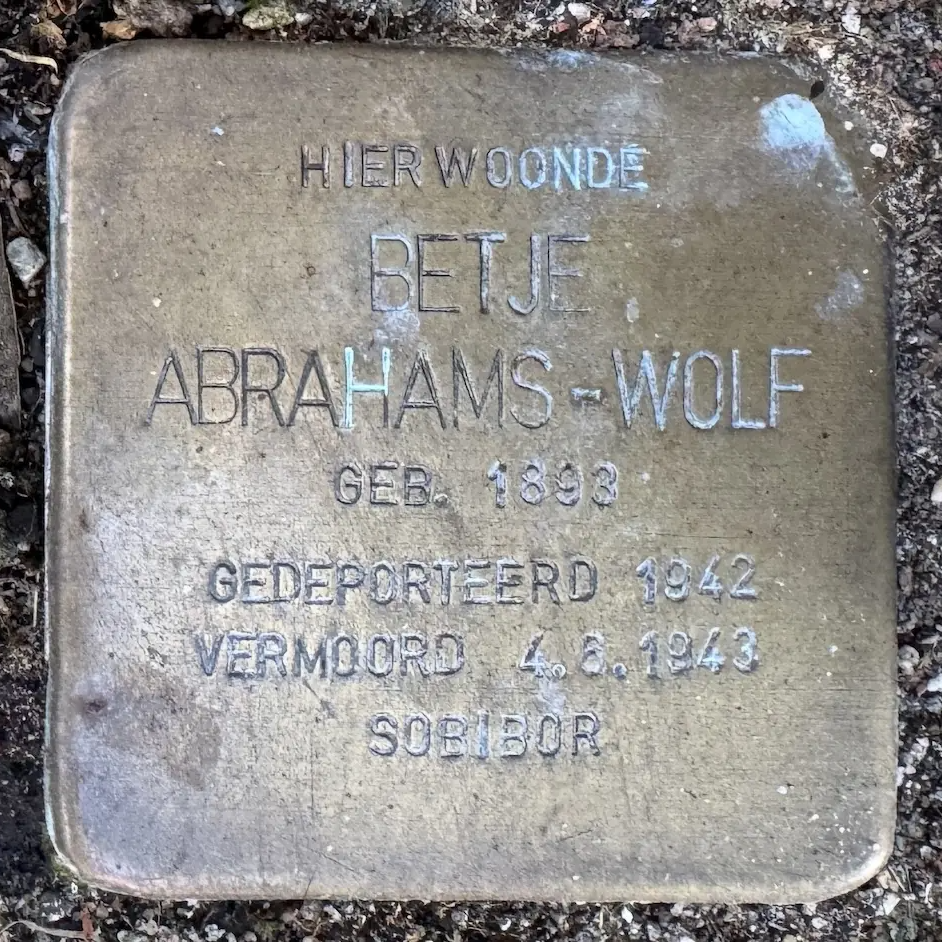 HIER WOONDE
BETJE
ABRAHAMS-WOLF
GEB. 1893
GEDEPORTEERD 1942
VERMOORD 4.6.1943
SOBIBOR